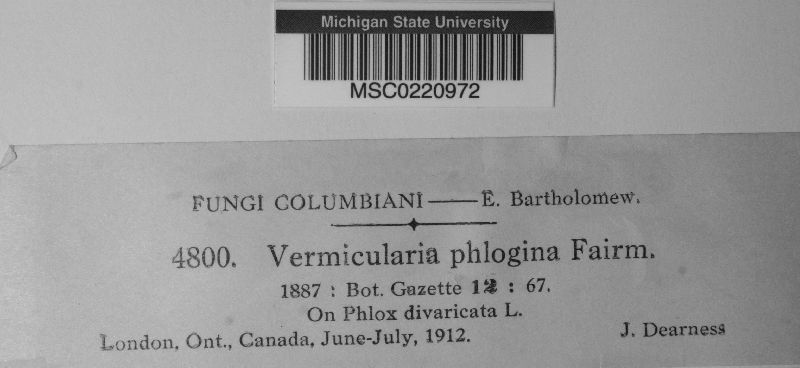 Michigan State University
MSC0220972
FUNGI COLUMBIANI — E. Bartholomew.
4800. Vermicularia phlogina Fairm.
1887 : Bot. Gazette 12 : 67.
On Phlox divaricata L.
London, Ont., Canada, June-July, 1912. J. Dearness